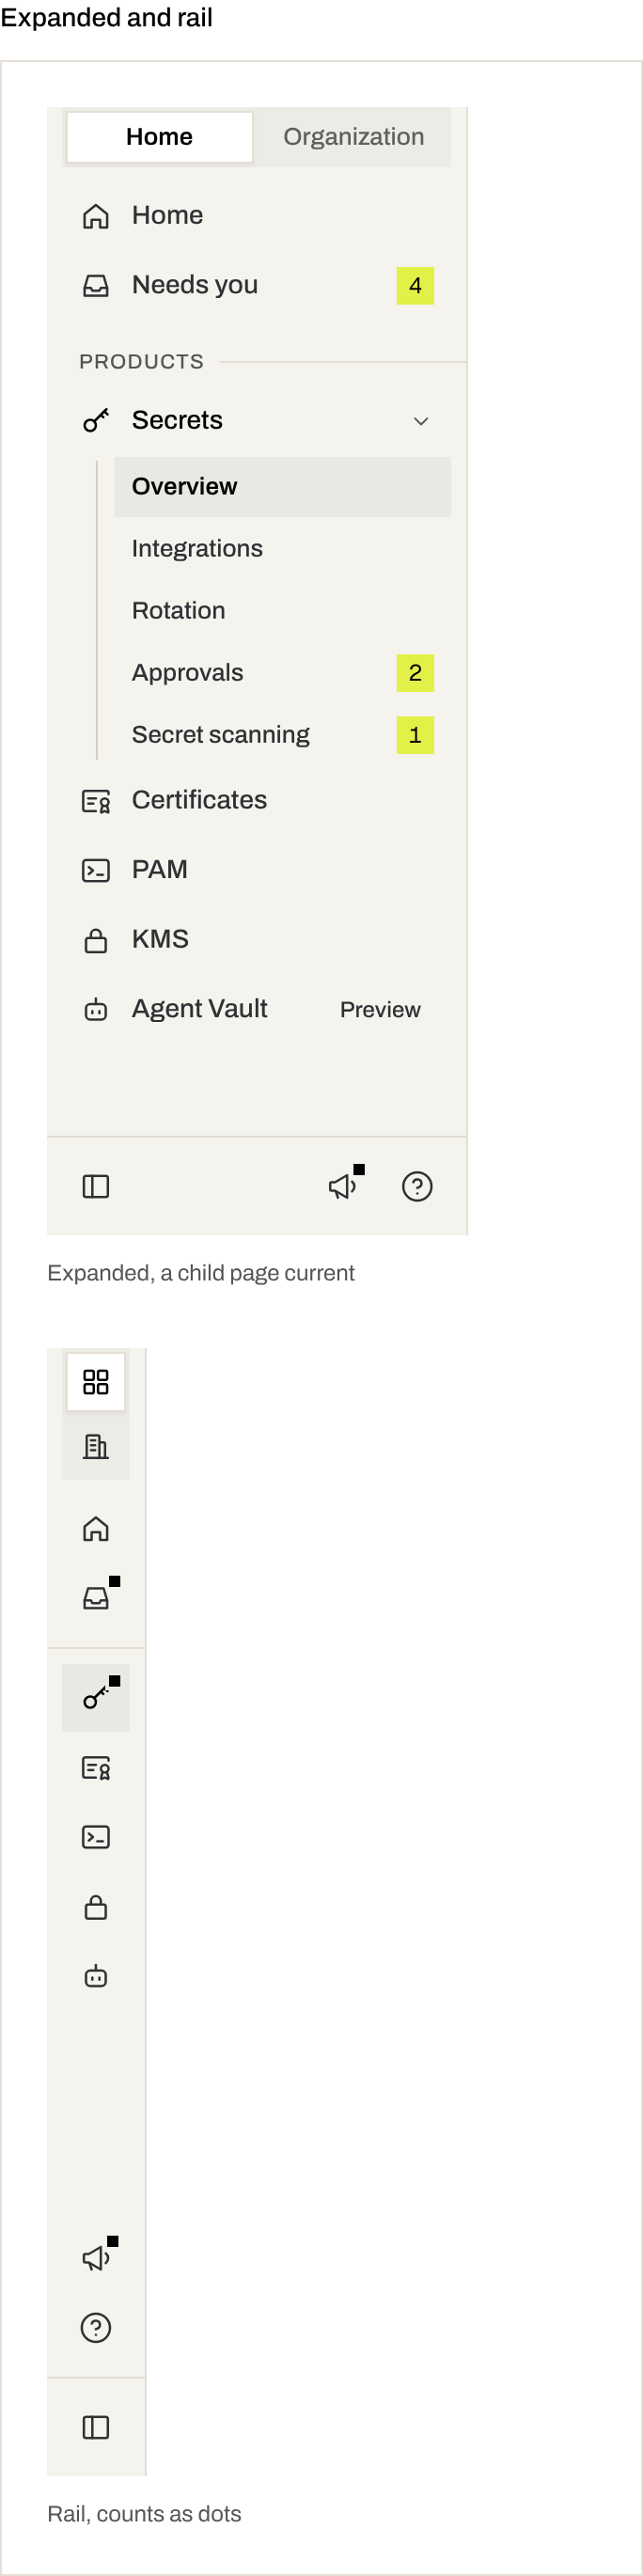 Expanded and rail
Home
Organization
Home
Needs you 4
PRODUCTS
Secrets
Overview
Integrations
Rotation
Approvals 2
Secret scanning 1
Certificates
PAM
KMS
Agent Vault Preview
Expanded, a child page current
Rail, counts as dots